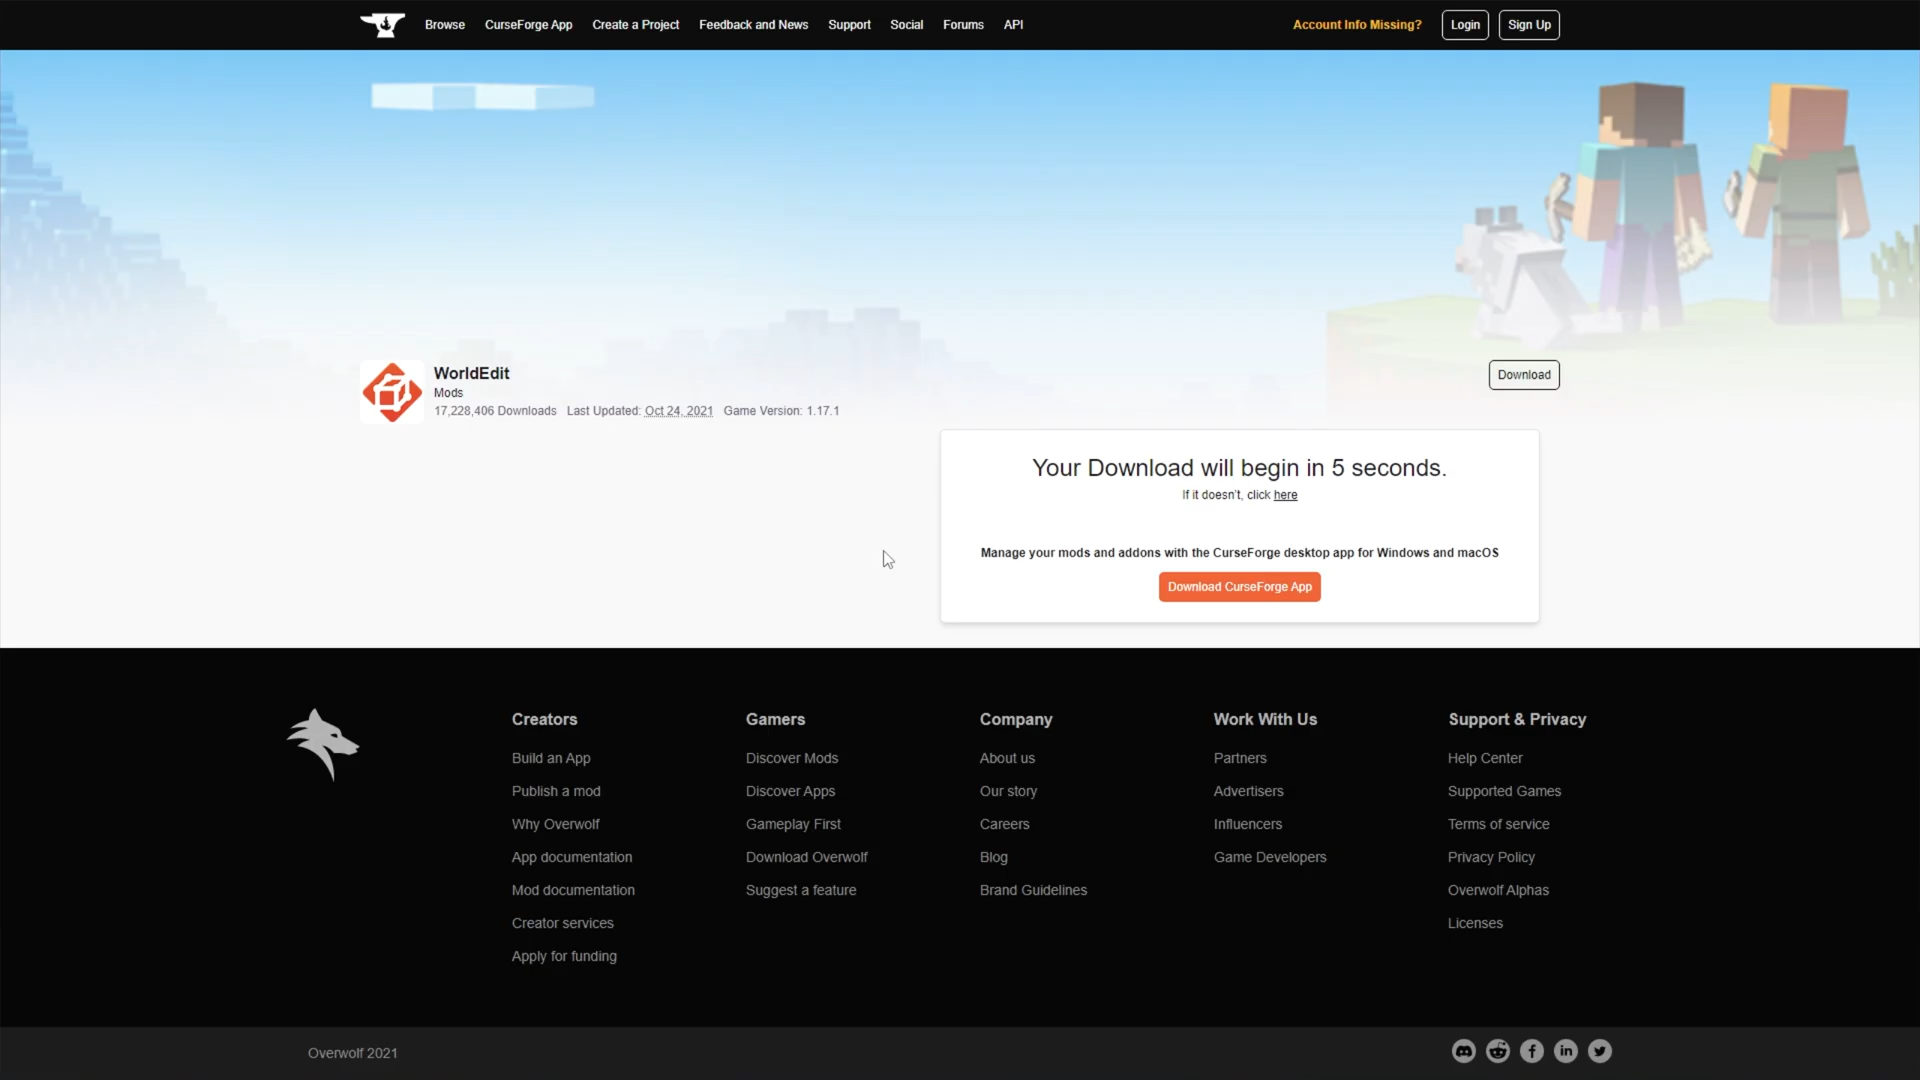 Browse CurseForge App Create a Project Feedback and News Support Social Forums API Account Info Missing? Login Sign Up
WorldEdit
Mods
17,228,406 Downloads Last Updated: Oct 24, 2021 Game Version: 1.17.1
Download
Your Download will begin in 5 seconds.
If it doesn't, click here
Manage your mods and addons with the CurseForge desktop app for Windows and macOS
Download CurseForge App
Creators
Build an App
Publish a mod
Why Overwolf
App documentation
Mod documentation
Creator services
Apply for funding
Gamers
Discover Mods
Discover Apps
Gameplay First
Download Overwolf
Suggest a feature
Company
About us
Our story
Careers
Blog
Brand Guidelines
Work With Us
Partners
Advertisers
Influencers
Game Developers
Support & Privacy
Help Center
Supported Games
Terms of service
Privacy Policy
Overwolf Alphas
Licenses
Overwolf 2021